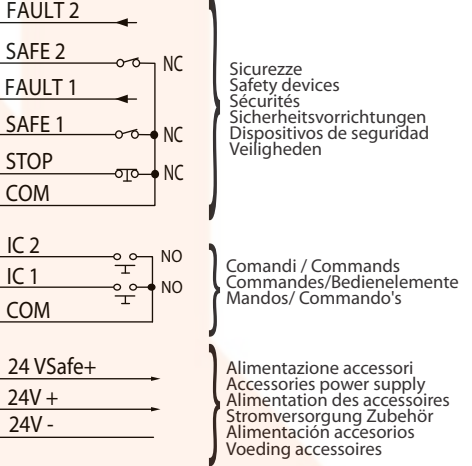 FAULT 2
SAFE 2
NC
FAULT 1
SAFE 1
NC
STOP
NC
COM
Sicurezze
Safety devices
Sécurités
Sicherheitsvorrichtungen
Dispositivos de seguridad
Veiligheden
IC 2
NO
IC 1
NO
COM
Comandi / Commands
Commandes/Bedienelemente
Mandos/ Commando's
24 VSafe+
24V +
24V -
Alimentazione accessori
Accessories power supply
Alimentation des accessoires
Stromversorgung Zubehör
Alimentación accesorios
Voeding accessoires